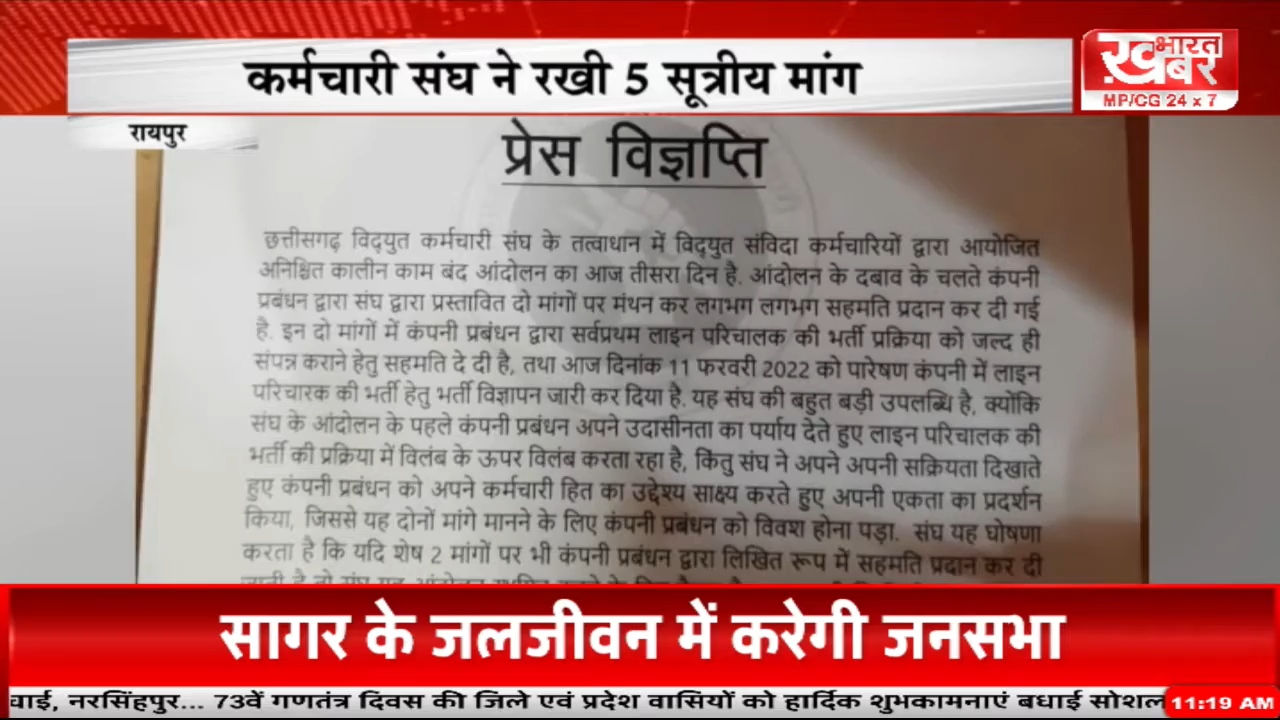 कर्मचारी संघ ने रखी 5 सूत्रीय मांग
भारत
ख़बर
MP/CG 24 x 7
रायपुर
प्रेस विज्ञप्ति
छत्तीसगढ़ विद्युत कर्मचारी संघ के तत्वाधान में विद्युत संविदा कर्मचारियों द्वारा आयोजित
अनिश्चित कालीन काम बंद आंदोलन का आज तीसरा दिन है. आंदोलन के दबाव के चलते कंपनी
प्रबंधन द्वारा संघ द्वारा प्रस्तावित दो मांगों पर मंथन कर लगभग लगभग सहमति प्रदान कर दी गई
है. इन दो मांगों में कंपनी प्रबंधन द्वारा सर्वप्रथम लाइन परिचालक की भर्ती प्रक्रिया को जल्द ही
संपन्न कराने हेतु सहमति दे दी है, तथा आज दिनांक 11 फरवरी 2022 को पारेषण कंपनी में लाइन
परिचारक की भर्ती हेतु भर्ती विज्ञापन जारी कर दिया है. यह संघ की बहुत बड़ी उपलब्धि है, क्योंकि
संघ के आंदोलन के पहले कंपनी प्रबंधन अपने उदासीनता का पर्याय देते हुए लाइन परिचालक की
भर्ती की प्रक्रिया में विलंब के ऊपर विलंब करता रहा है, किंतु संघ ने अपने अपनी सक्रियता दिखाते
हुए कंपनी प्रबंधन को अपने कर्मचारी हित का उद्देश्य साक्ष्य करते हुए अपनी एकता का प्रदर्शन
किया, जिससे यह दोनों मांगे मानने के लिए कंपनी प्रबंधन को विवश होना पड़ा. संघ यह घोषणा
करता है कि यदि शेष 2 मांगों पर भी कंपनी प्रबंधन द्वारा लिखित रूप में सहमति प्रदान कर दी
सागर के जलजीवन में करेगी जनसभा
वाई, नरसिंहपुर... 73वें गणतंत्र दिवस की जिले एवं प्रदेश वासियों को हार्दिक शुभकामनाएं बधाई सोशल
11:19 AM